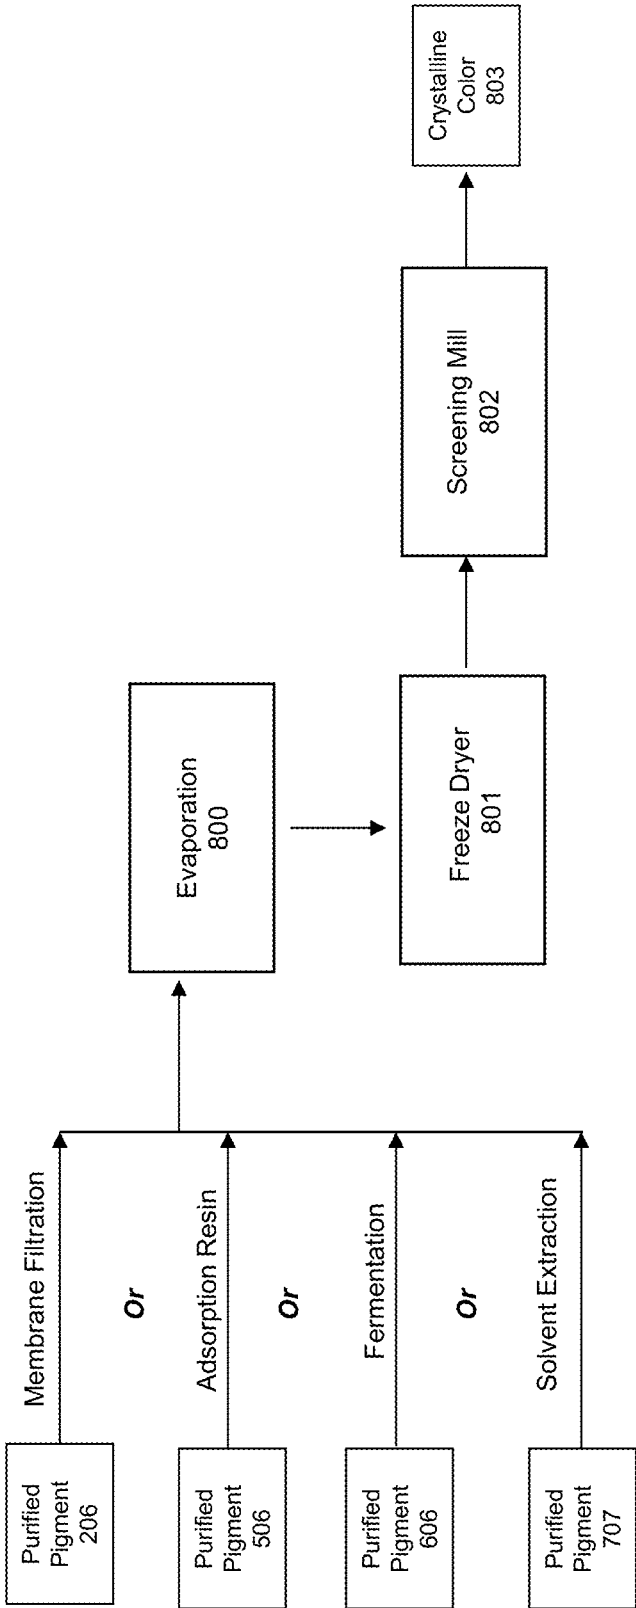 Purified
Pigment
206
Membrane Filtration
Or
Purified
Pigment
506
Adsorption Resin
Or
Purified
Pigment
606
Fermentation
Or
Purified
Pigment
707
Solvent Extraction
Evaporation
800
Freeze Dryer
801
Screening Mill
802
Crystalline
Color
803